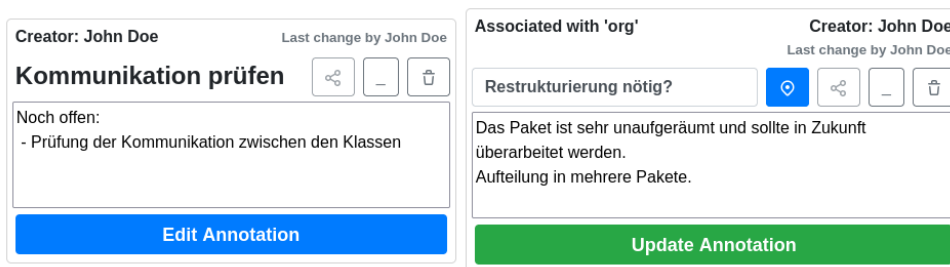 Creator: John Doe
Last change by John Doe
Kommunikation prüfen
_
Noch offen:
- Prüfung der Kommunikation zwischen den Klassen
Edit Annotation
Associated with 'org'
Creator: John Doe
Last change by John Doe
Restrukturierung nötig?
_
Das Paket ist sehr unaufgeräumt und sollte in Zukunft
überarbeitet werden.
Aufteilung in mehrere Pakete.
Update Annotation